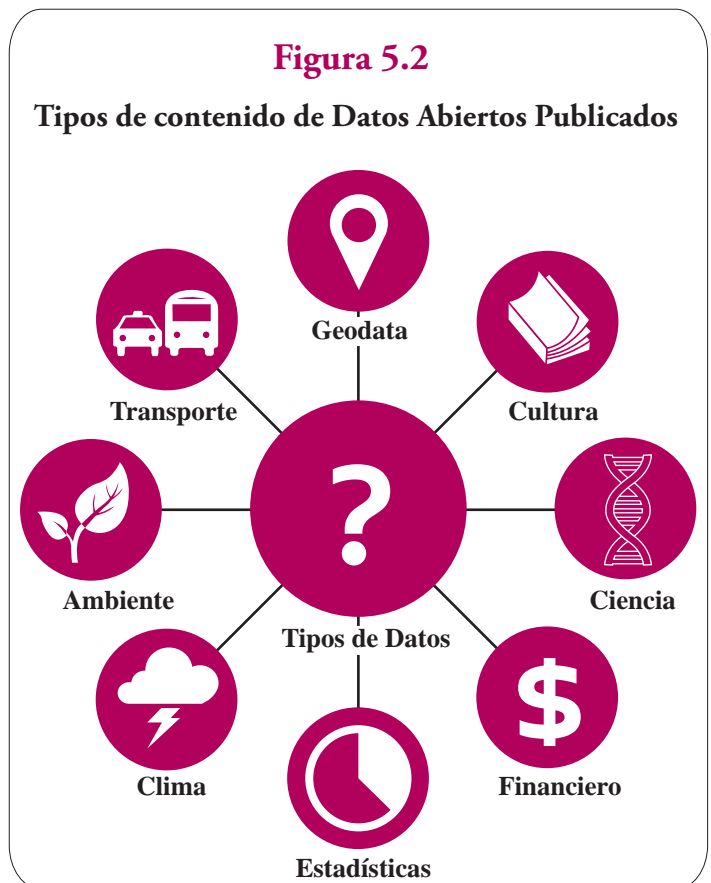 Figura 5.2
Tipos de contenido de Datos Abiertos Publicados
Geodata
Transporte
Cultura
?
Ambiente
Ciencia
Tipos de Datos
$
Clima
Financiero
Estadísticas